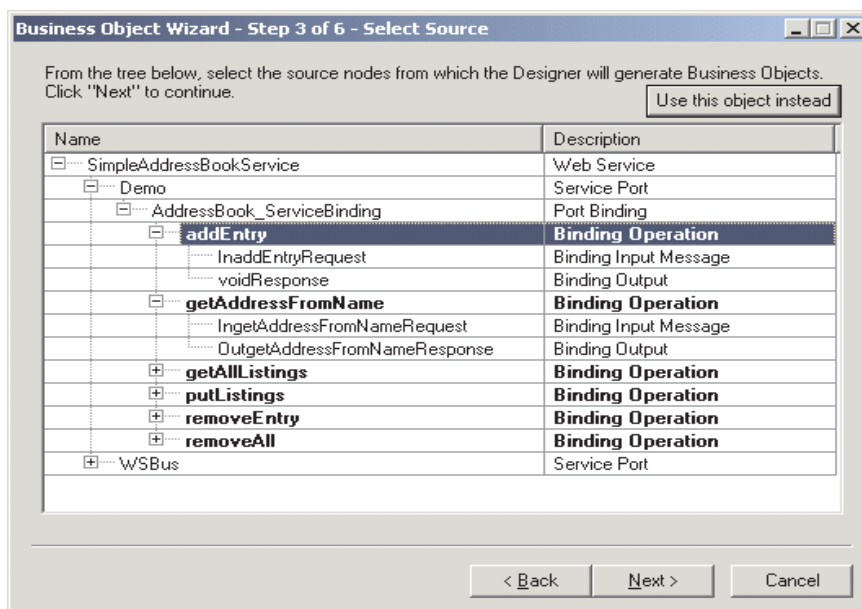 Business Object Wizard - Step 3 of 6 - Select Source
From the tree below, select the source nodes from which the Designer will generate Business Objects.
Click "Next" to continue.
Use this object instead
Name Description
SimpleAddressBookService Web Service
Demo Service Port
AddressBook_ServiceBinding Port Binding
addEntry Binding Operation
InaddEntryRequest Binding Input Message
voidResponse Binding Output
getAddressFromName Binding Operation
IngetAddressFromNameRequest Binding Input Message
OutgetAddressFromNameResponse Binding Output
getAllListings Binding Operation
putListings Binding Operation
removeEntry Binding Operation
removeAll Binding Operation
WSBus Service Port
< Back Next > Cancel